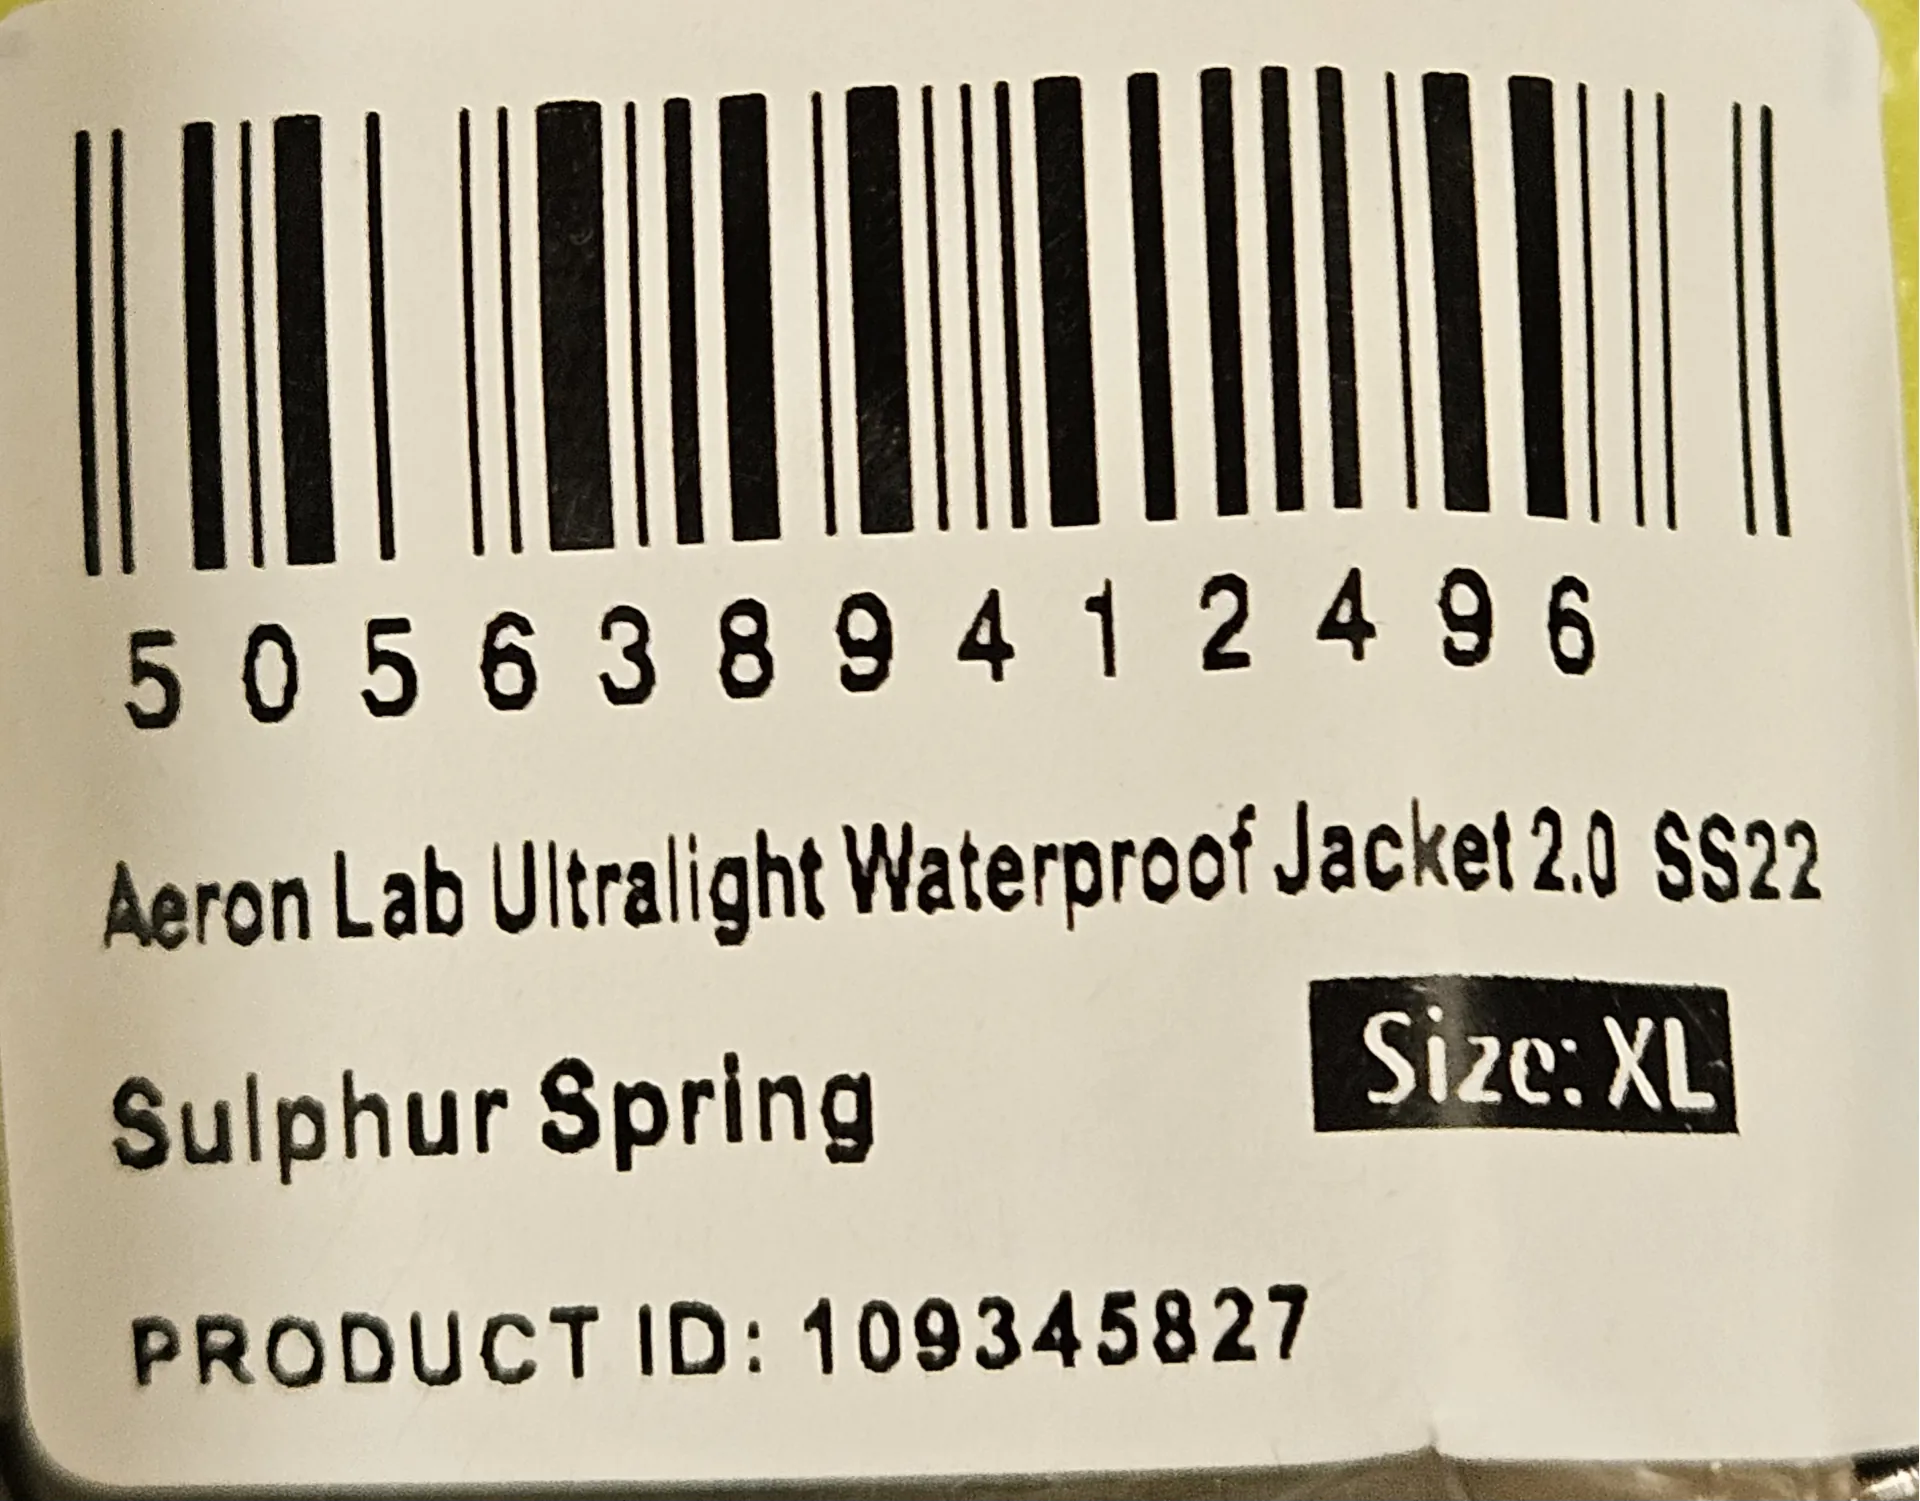 5056389412496
Aeron Lab Ultralight Waterproof Jacket 2.0 SS22
Sulphur Spring
Size: XL
PRODUCT ID: 109345827